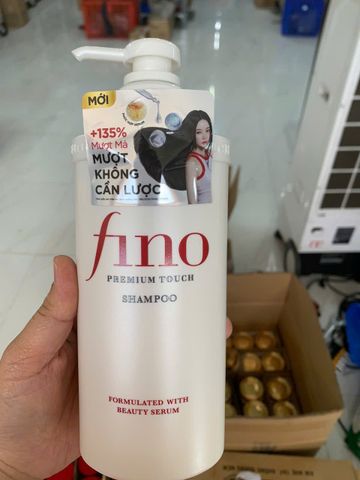 MỚI
+135%
Mượt Mà
MƯỢT
KHÔNG
CẦN LƯỢC
fino
PREMIUM TOUCH
SHAMPOO
FORMULATED WITH
BEAUTY SERUM